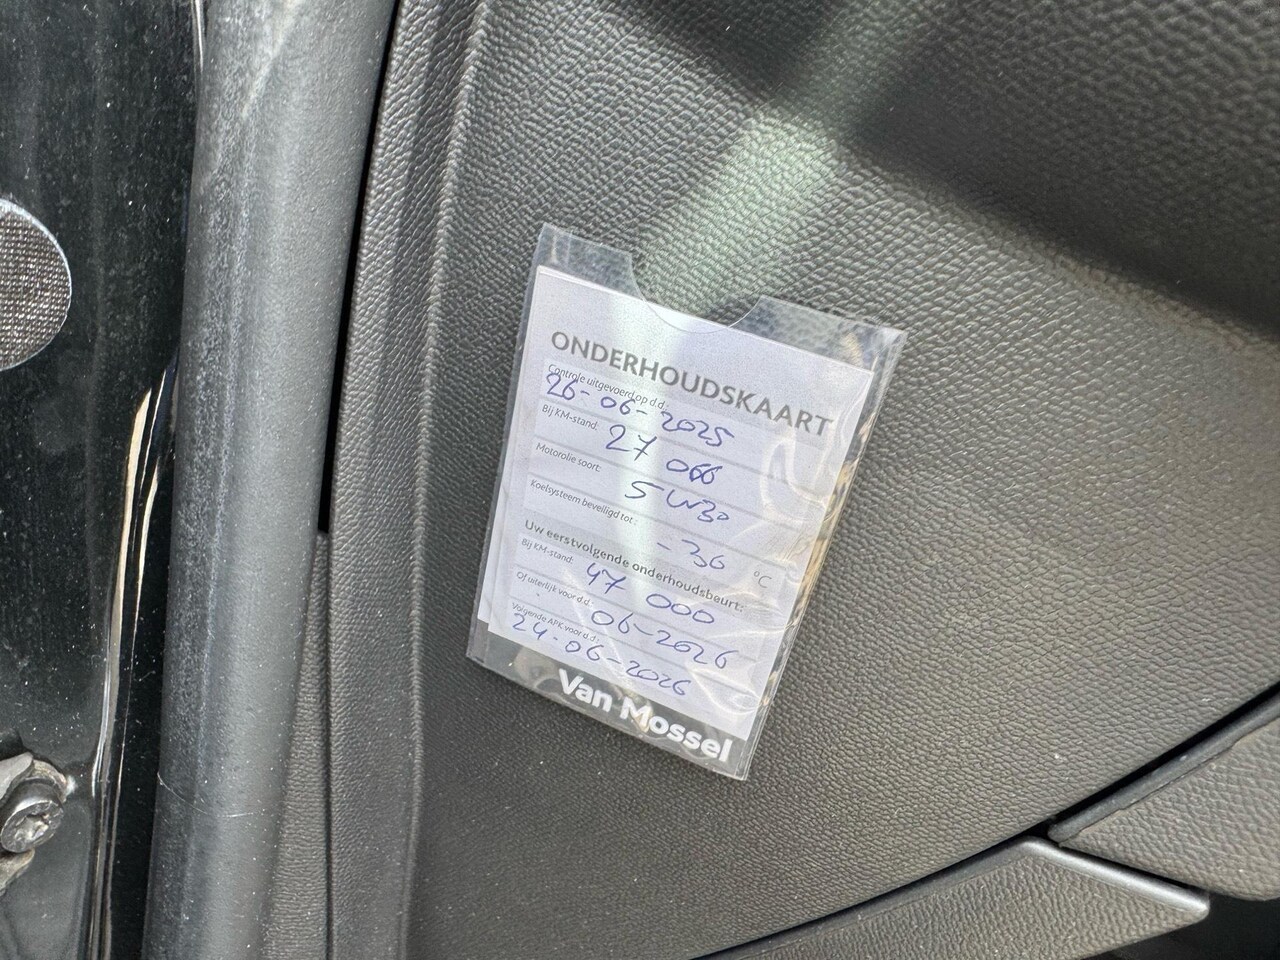 ONDERHOUDSKAART
Controle uitgevoerd op d.d.:
26-06-2025
Bij KM-stand: 27 066
Motorolie soort: 5W30
Koelsysteem beveiligd tot: -36 °C
Uw eerstvolgende onderhoudsbeurt:
Bij KM-stand: 47 000
Of uiterlijk voor d.d.: 06-2026
Volgende APK voor d.d.:
24-06-2026
Van Mossel